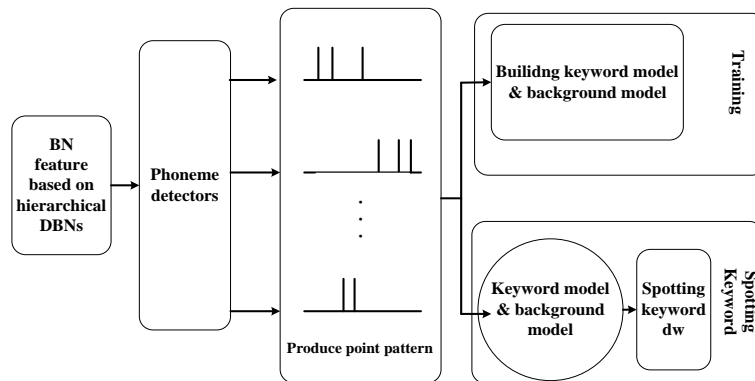 BN
feature
based on
hierarchical
DBNs
Phoneme
detectors
Produce point pattern
Builidng keyword model
& background model
Training
Keyword model
& background
model
Spotting
keyword
dw
Spotting
Keyword